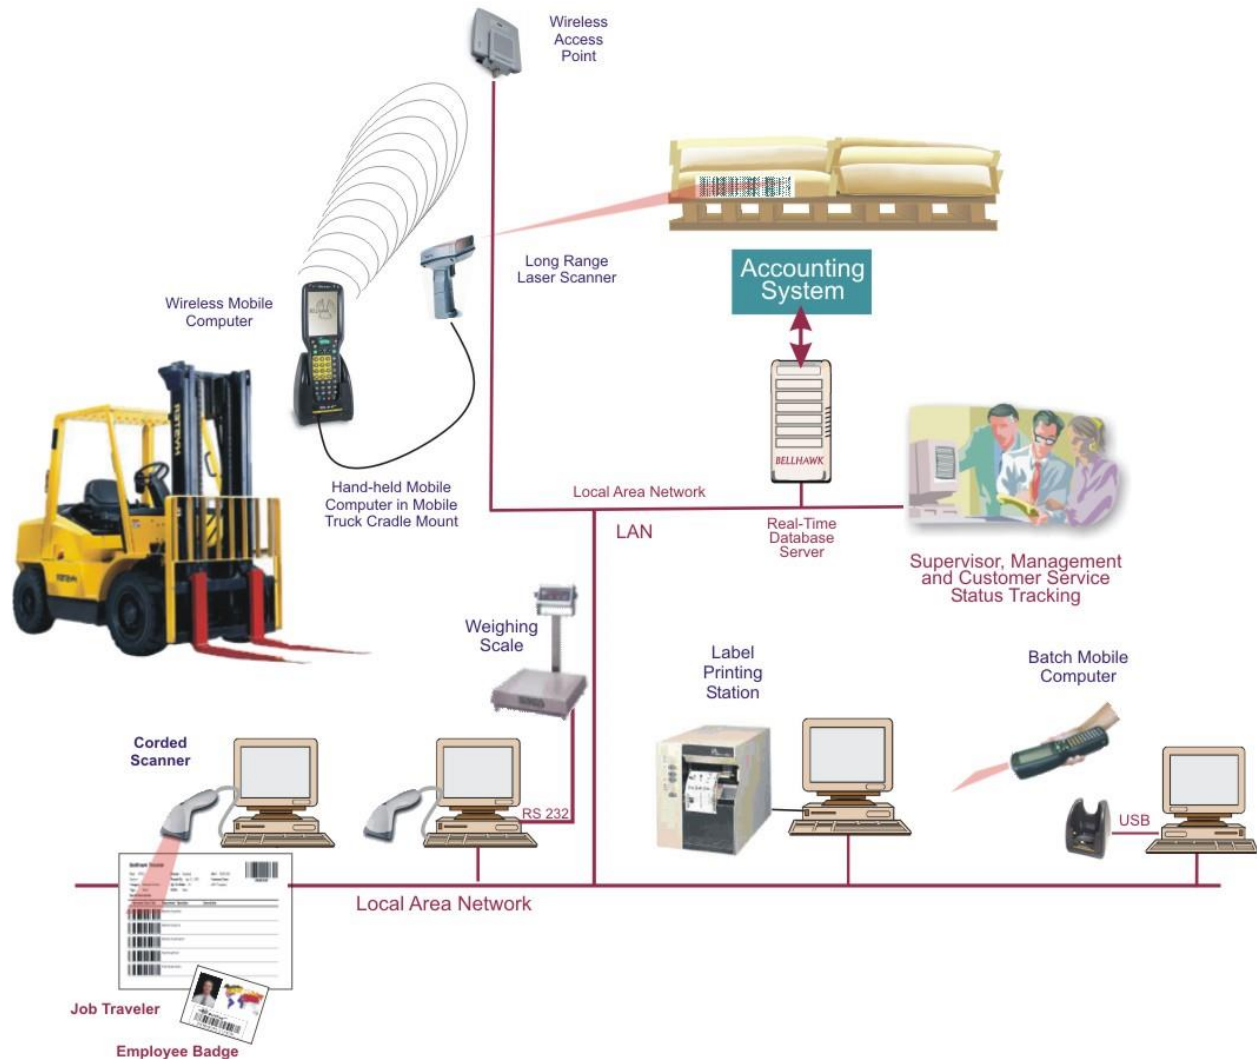 Wireless
Access
Point
Long Range
Laser Scanner
Accounting
System
Wireless Mobile
Computer
BELLHAWK
HYSTER
Hand-held Mobile
Computer in Mobile
Truck Cradle Mount
Local Area Network
LAN
Real-Time
Database
Server
Supervisor, Management
and Customer Service
Status Tracking
Weighing
Scale
Label
Printing
Station
Batch Mobile
Computer
Corded
Scanner
RS 232
USB
Local Area Network
Job Traveler
Employee Badge